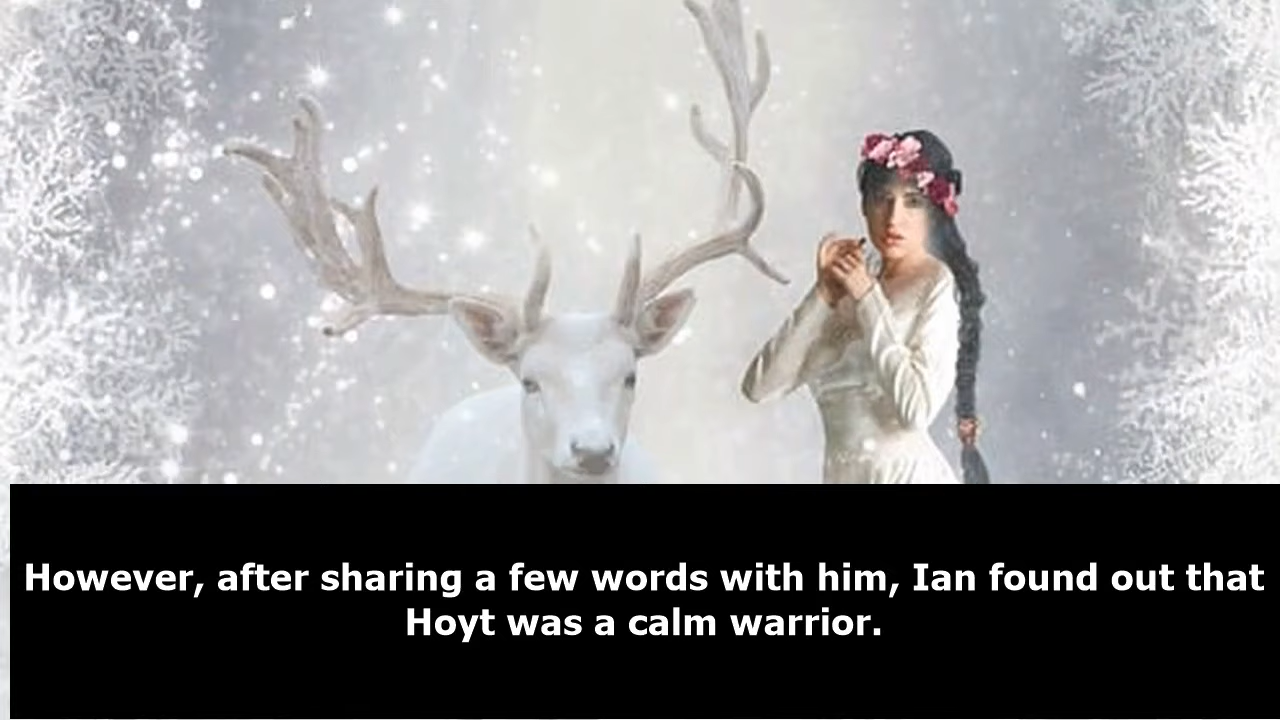 However, after sharing a few words with him, Ian found out that
Hoyt was a calm warrior.